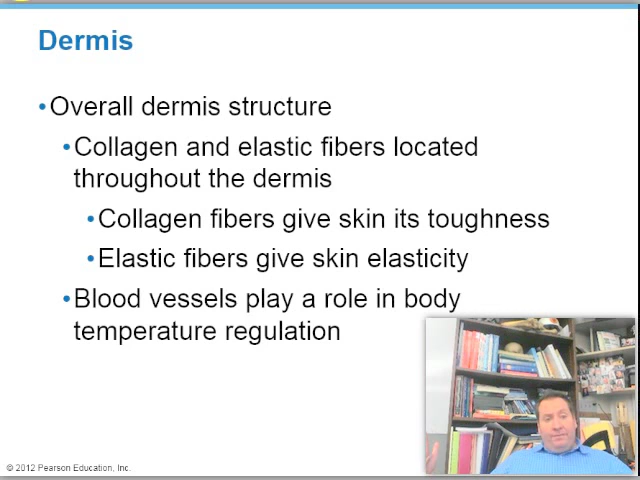 Dermis
•Overall dermis structure
•Collagen and elastic fibers located
throughout the dermis
•Collagen fibers give skin its toughness
•Elastic fibers give skin elasticity
•Blood vessels play a role in body
temperature regulation
© 2012 Pearson Education, Inc.